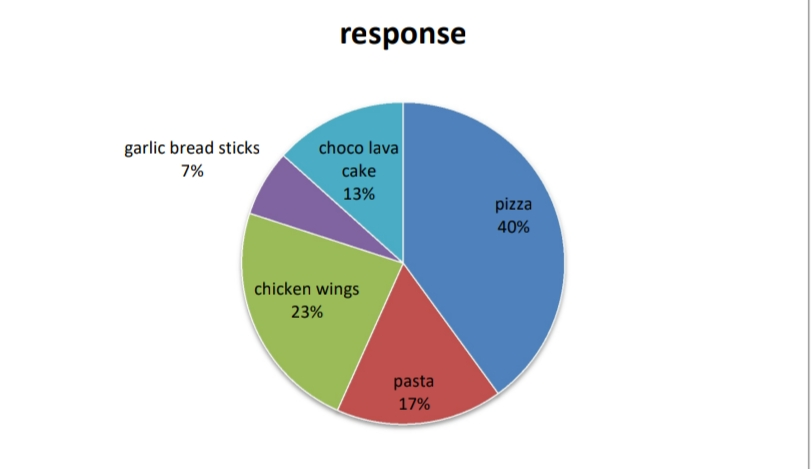 response
garlic bread sticks
7%
choco lava
cake
13%
pizza
40%
chicken wings
23%
pasta
17%